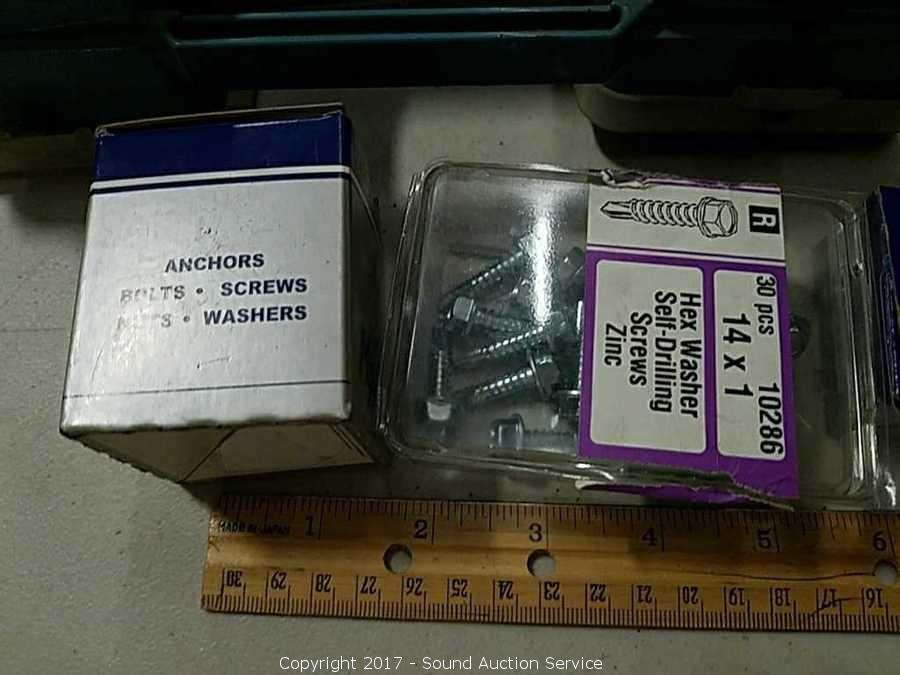 ANCHORS
BOLTS • SCREWS
NUTS • WASHERS
R
30 pcs 10286
14 x 1
Hex Washer
Self-Drilling
Screws
Zinc
MADE IN JAPAN
1 2 3 4 5 6
30 29 28 27 26 25 24 23 22 21 20 19 18 17 16
Copyright 2017 - Sound Auction Service